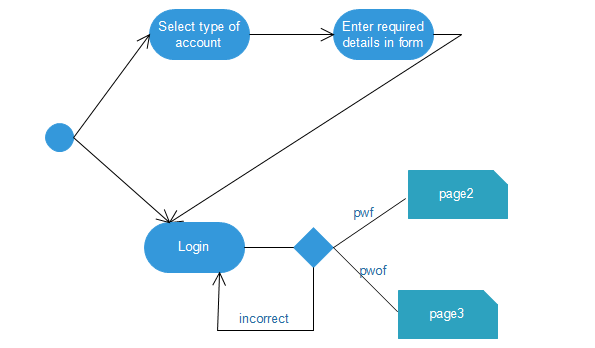 Select type of
account
Enter required
details in form
Login
pwf
page2
pwof
page3
incorrect